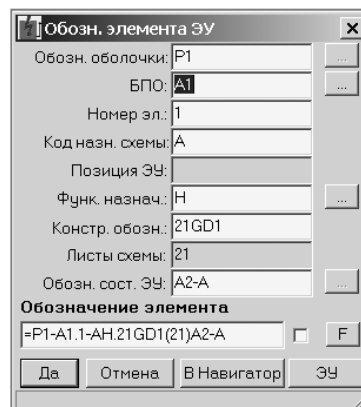 Обозн. элемента ЭУ
Обозн. оболочки: P1 ...
БПО: A1 ...
Номер эл.: 1
Код назн. схемы: A
Позиция ЭУ:
Функ. назнач.: H ...
Констр. обозн.: 21GD1
Листы схемы: 21
Обозн. сост. ЭУ: A2-A ...
Обозначение элемента
=P1-A1.1-AH.21GD1(21)A2-A F
Да Отмена В Навигатор ЭУ